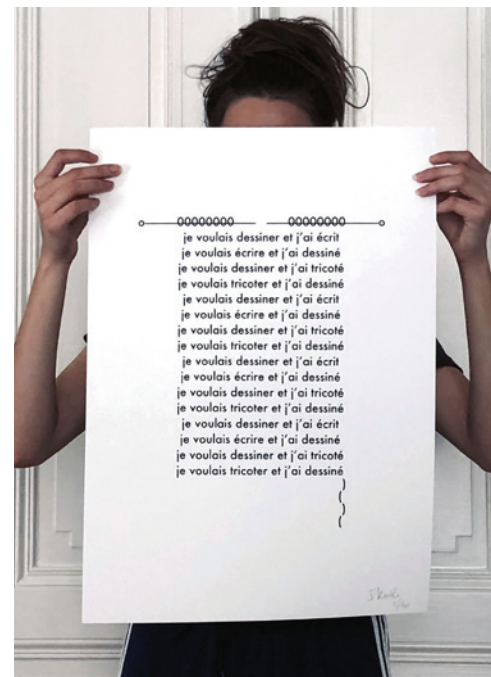 o——00000000—— ——00000000——o
je voulais dessiner et j'ai écrit
je voulais écrire et j'ai dessiné
je voulais dessiner et j'ai tricoté
je voulais tricoter et j'ai dessiné
je voulais dessiner et j'ai écrit
je voulais écrire et j'ai dessiné
je voulais dessiner et j'ai tricoté
je voulais tricoter et j'ai dessiné
je voulais dessiner et j'ai écrit
je voulais écrire et j'ai dessiné
je voulais dessiner et j'ai tricoté
je voulais tricoter et j'ai dessiné
je voulais dessiner et j'ai écrit
je voulais écrire et j'ai dessiné
je voulais dessiner et j'ai tricoté
je voulais tricoter et j'ai dessiné
)
(
)
(